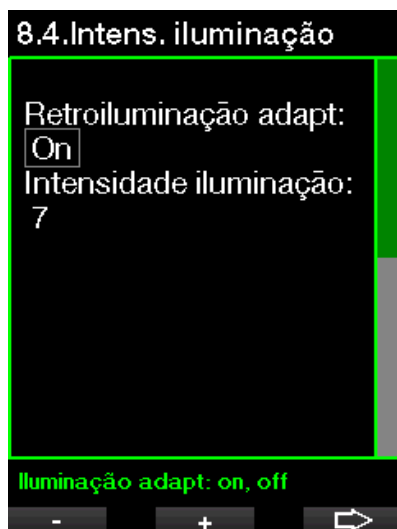 8.4.Intens. iluminação
Retroiluminação adapt:
On
Intensidade iluminação:
7
Iluminação adapt: on, off
- + ⇨